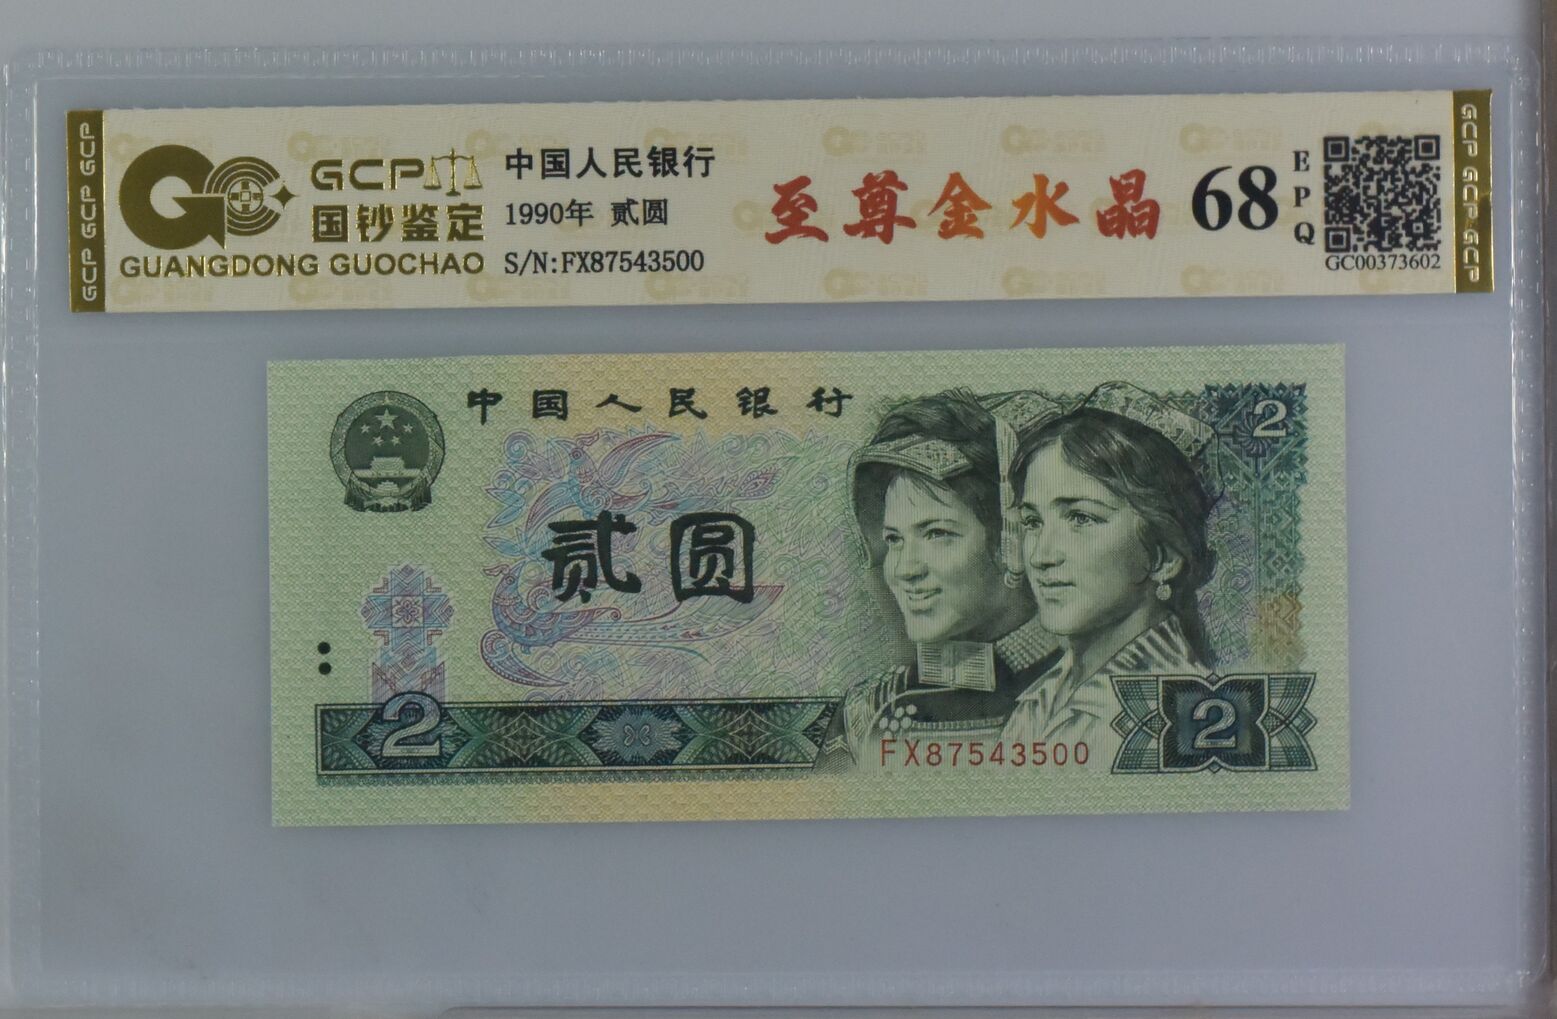 GCP GCP GCP
GCP
国钞鉴定
GUANGDONG GUOCHAO
中国人民银行
1990年 贰圆
S/N:FX87543500
至尊金水晶
68
EPQ
GC00373602
GCP GCP GCP
中国人民银行
2
贰圆
2
FX87543500
2